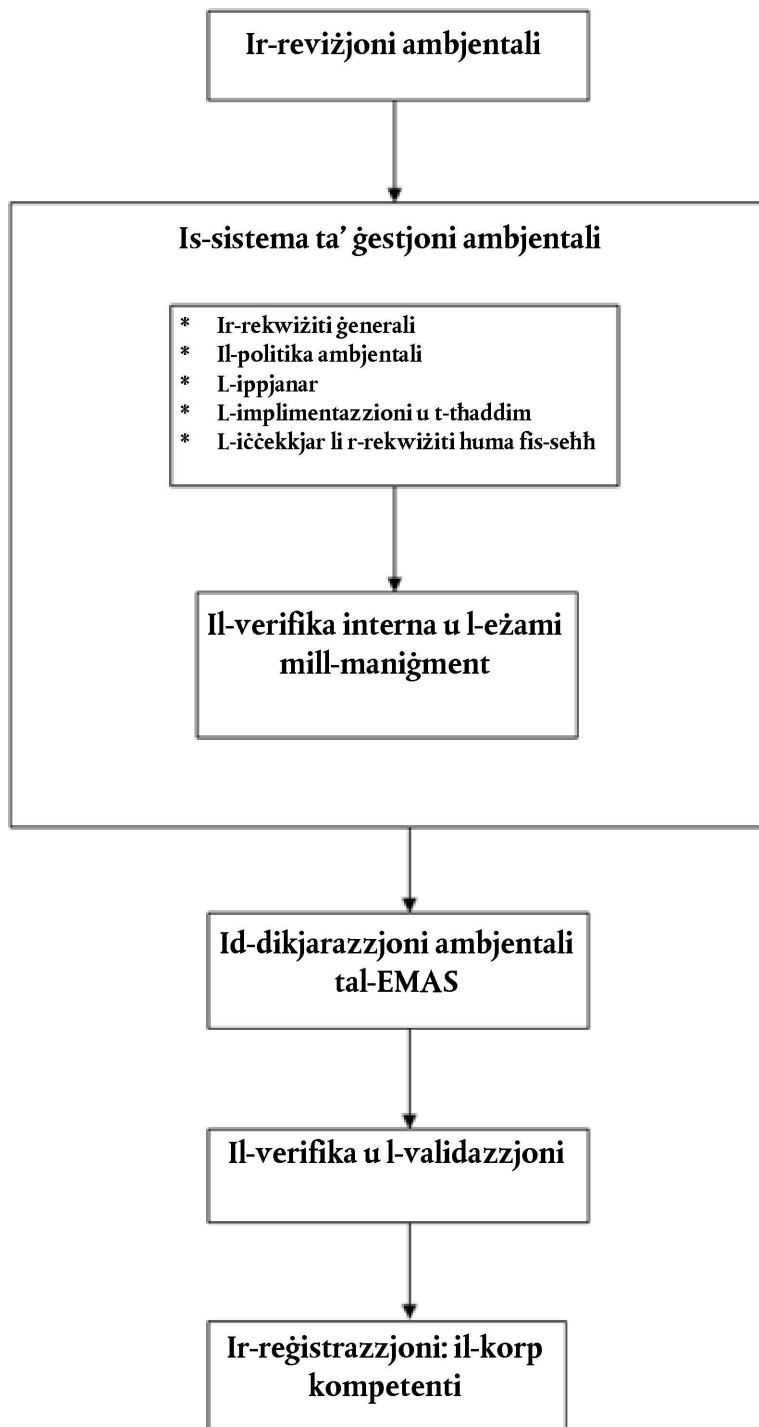 Ir-reviżjoni ambjentali
Is-sistema ta’ ġestjoni ambjentali
* Ir-rekwiżiti ġenerali
* Il-politika ambjentali
* L-ippjanar
* L-implimentazzioni u t-tħaddim
* L-iċċekkjar li r-rekwiżiti huma fis-seħħ
Il-verifika interna u l-eżami
mill-maniġment
Id-dikjarazzjoni ambjentali
tal-EMAS
Il-verifika u l-validazzjoni
Ir-reġistrazzjoni: il-korp
kompetenti